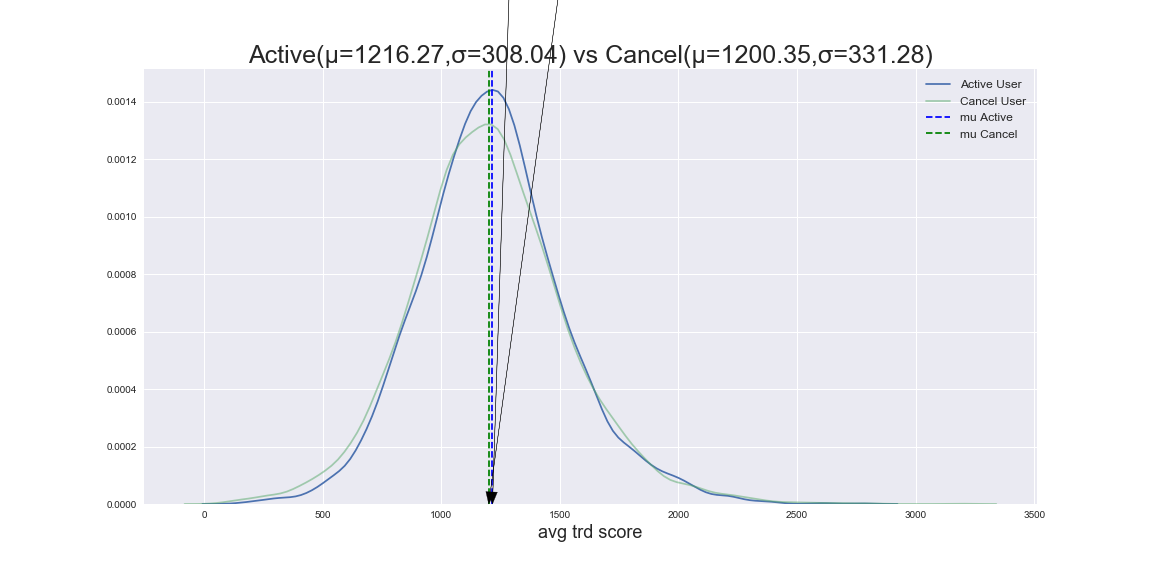 Active(μ=1216.27,σ=308.04) vs Cancel(μ=1200.35,σ=331.28)
Active User
Cancel User
mu Active
mu Cancel
0.0014
0.0012
0.0010
0.0008
0.0006
0.0004
0.0002
0.0000
0 500 1000 1500 2000 2500 3000 3500
avg trd score